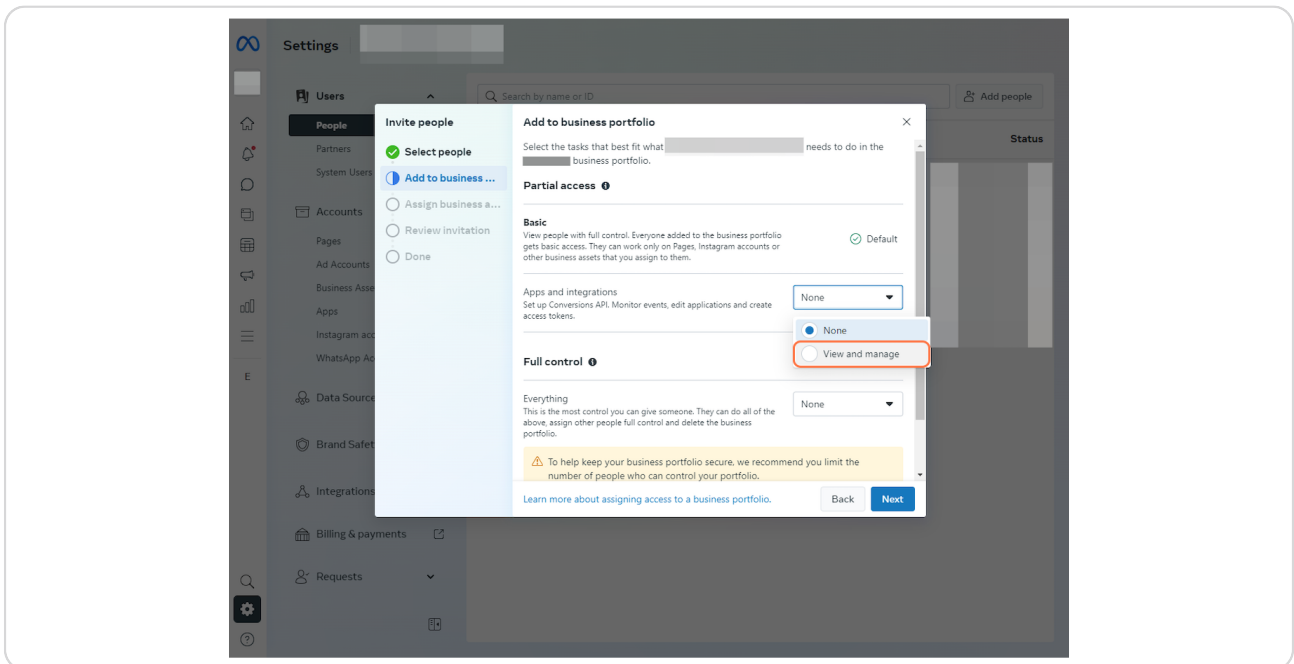 Settings
Users
People
Partners
System Users
Accounts
Pages
Ad Accounts
Business Asse
Apps
Instagram acc
WhatsApp Ac
E
Data Source
Brand Safet
Integrations
Billing & payments
Requests
Search by name or ID
Add people
Status
Invite people
Select people
Add to business ...
Assign business a...
Review invitation
Done
Add to business portfolio
Select the tasks that best fit what needs to do in the
business portfolio.
Partial access
Basic
View people with full control. Everyone added to the business portfolio
gets basic access. They can work only on Pages, Instagram accounts or
other business assets that you assign to them.
Default
Apps and integrations
Set up Conversions API. Monitor events, edit applications and create
access tokens.
None
None
View and manage
Full control
Everything
This is the most control you can give someone. They can do all of the
above, assign other people full control and delete the business
portfolio.
None
To help keep your business portfolio secure, we recommend you limit the
number of people who can control your portfolio.
Learn more about assigning access to a business portfolio.
Back
Next